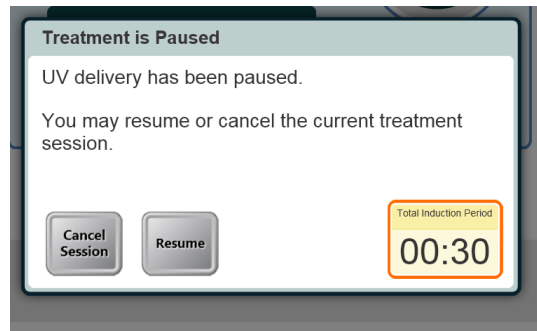 Treatment is Paused
UV delivery has been paused.
You may resume or cancel the current treatment
session.
Cancel
Session
Resume
Total Induction Period
00:30